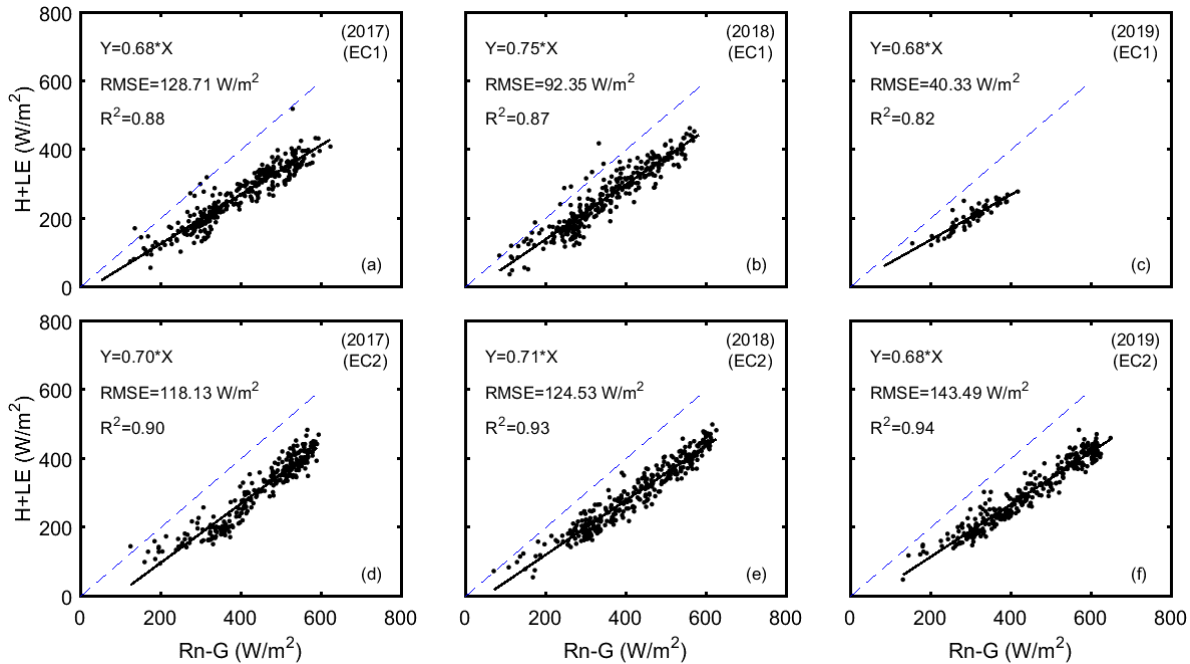 800
600
400
200
0
H+LE (W/m²)
Y=0.68*X
RMSE=128.71 W/m²
R²=0.88
(2017)
(EC1)
(a)
Y=0.75*X
RMSE=92.35 W/m²
R²=0.87
(2018)
(EC1)
(b)
Y=0.68*X
RMSE=40.33 W/m²
R²=0.82
(2019)
(EC1)
(c)
800
600
400
200
0
H+LE (W/m²)
Y=0.70*X
RMSE=118.13 W/m²
R²=0.90
(2017)
(EC2)
(d)
0 200 400 600 800
Rn-G (W/m²)
Y=0.71*X
RMSE=124.53 W/m²
R²=0.93
(2018)
(EC2)
(e)
0 200 400 600 800
Rn-G (W/m²)
Y=0.68*X
RMSE=143.49 W/m²
R²=0.94
(2019)
(EC2)
(f)
0 200 400 600 800
Rn-G (W/m²)